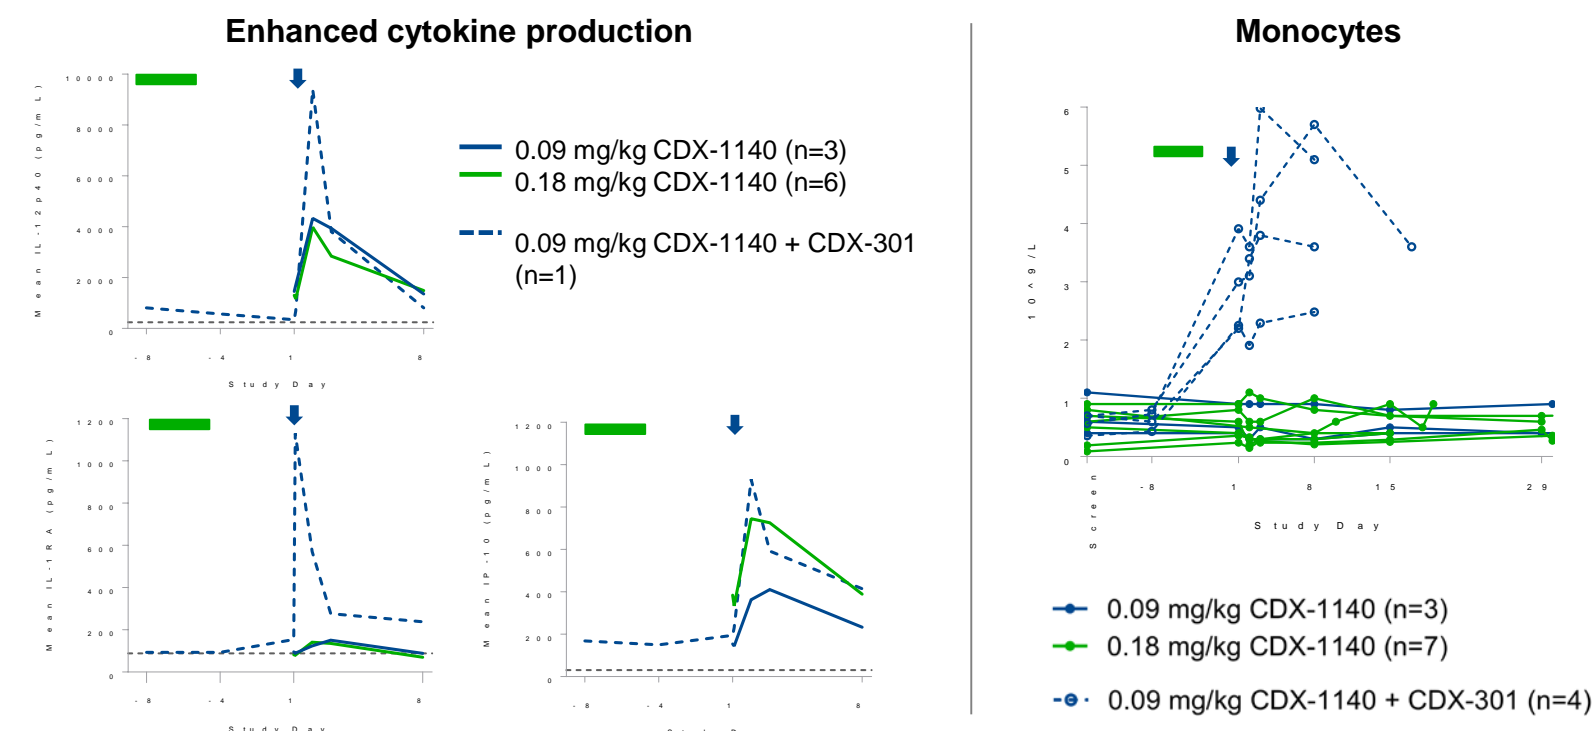 Enhanced cytokine production
Monocytes
Mean IL-12p40 (pg/mL)
10000
8000
6000
4000
2000
0
-8
-4
1
8
Study Day
0.09 mg/kg CDX-1140 (n=3)
0.18 mg/kg CDX-1140 (n=6)
0.09 mg/kg CDX-1140 + CDX-301
(n=1)
Mean IL-1RA (pg/mL)
1200
1000
800
600
400
200
0
-8
-4
1
8
Study Day
Mean IP-10 (pg/mL)
1200
1000
800
600
400
200
0
-8
-4
1
8
10^9/L
6
5
4
3
2
1
0
Screen
-8
1
8
15
29
Study Day
0.09 mg/kg CDX-1140 (n=3)
0.18 mg/kg CDX-1140 (n=7)
0.09 mg/kg CDX-1140 + CDX-301 (n=4)